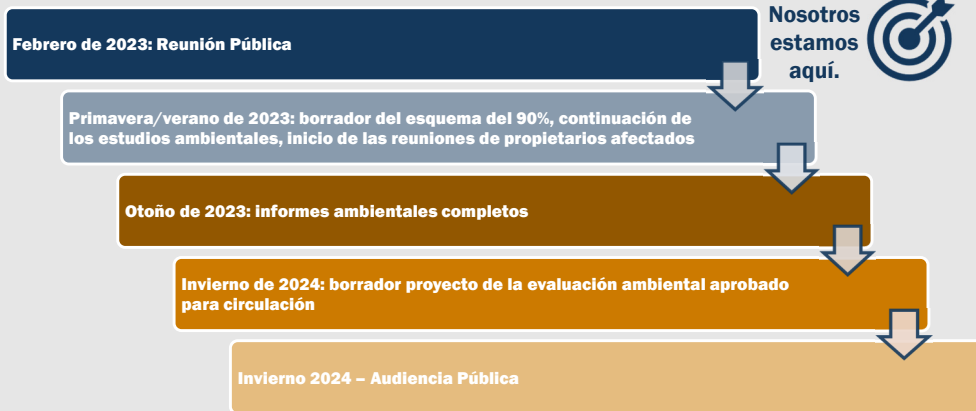 Nosotros
estamos
aquí.
Febrero de 2023: Reunión Pública
Primavera/verano de 2023: borrador del esquema del 90%, continuación de
los estudios ambientales, inicio de las reuniones de propietarios afectados
Otoño de 2023: informes ambientales completos
Invierno de 2024: borrador proyecto de la evaluación ambiental aprobado
para circulación
Invierno 2024 – Audiencia Pública